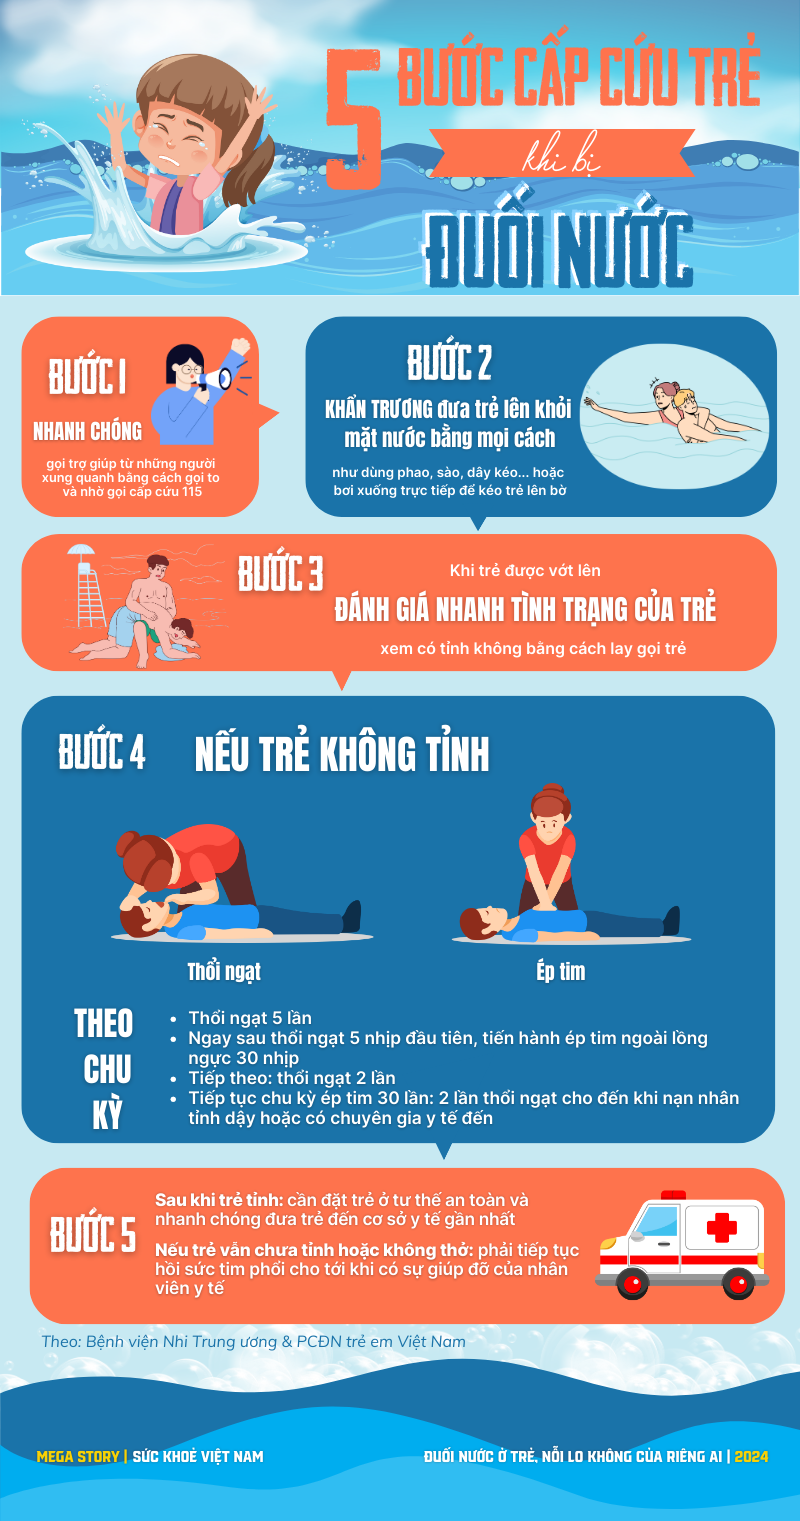 5 BƯỚC CẤP CỨU TRẺ
khi bị
ĐUỐI NƯỚC
BƯỚC 1
NHANH CHÓNG
gọi trợ giúp từ những người
xung quanh bằng cách gọi to
và nhờ gọi cấp cứu 115
BƯỚC 2
KHẨN TRƯƠNG đưa trẻ lên khỏi
mặt nước bằng mọi cách
như dùng phao, sào, dây kéo... hoặc
bơi xuống trực tiếp để kéo trẻ lên bờ
BƯỚC 3
Khi trẻ được vớt lên
ĐÁNH GIÁ NHANH TÌNH TRẠNG CỦA TRẺ
xem có tỉnh không bằng cách lay gọi trẻ
BƯỚC 4
NẾU TRẺ KHÔNG TỈNH
Thổi ngạt
Ép tim
THEO
CHU
KỲ
• Thổi ngạt 5 lần
• Ngay sau thổi ngạt 5 nhịp đầu tiên, tiến hành ép tim ngoài lồng
ngực 30 nhịp
• Tiếp theo: thổi ngạt 2 lần
• Tiếp tục chu kỳ ép tim 30 lần: 2 lần thổi ngạt cho đến khi nạn nhân
tỉnh dậy hoặc có chuyên gia y tế đến
BƯỚC 5
Sau khi trẻ tỉnh: cần đặt trẻ ở tư thế an toàn và
nhanh chóng đưa trẻ đến cơ sở y tế gần nhất
Nếu trẻ vẫn chưa tỉnh hoặc không thở: phải tiếp tục
hồi sức tim phổi cho tới khi có sự giúp đỡ của nhân
viên y tế
Theo: Bệnh viện Nhi Trung ương & PCĐN trẻ em Việt Nam
MEGA STORY | SỨC KHOẺ VIỆT NAM
ĐUỐI NƯỚC Ở TRẺ, NỖI LO KHÔNG CỦA RIÊNG AI | 2024